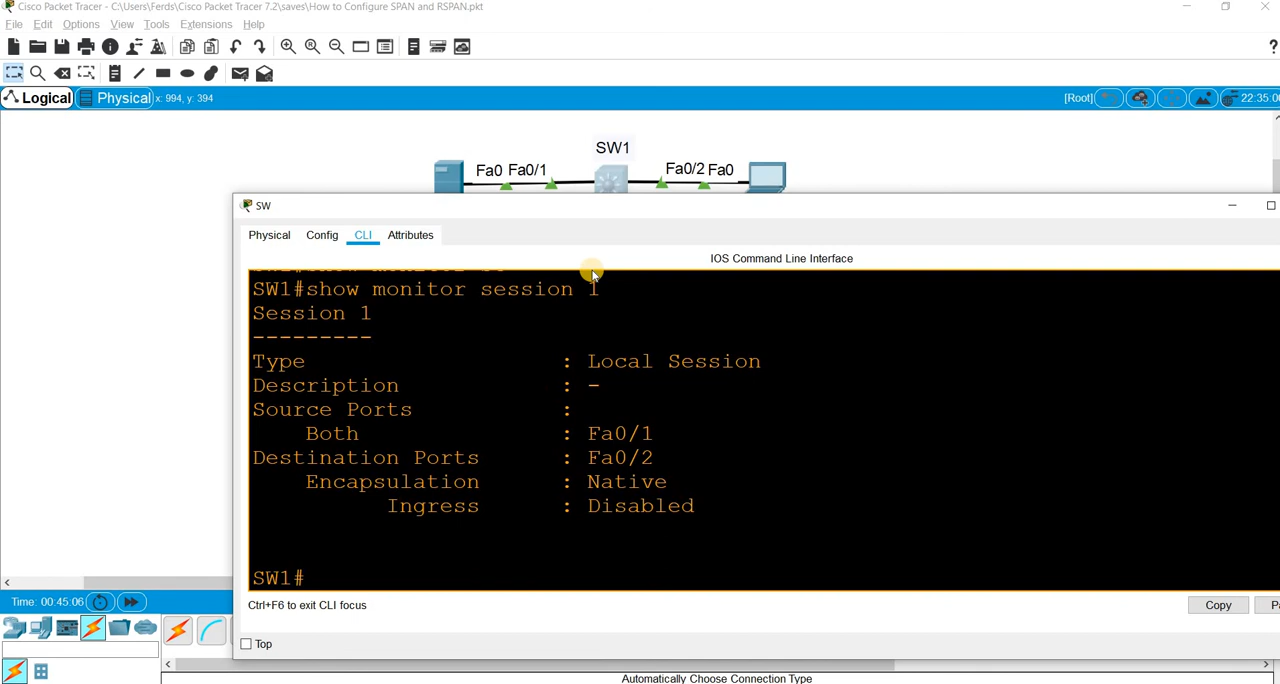 Cisco Packet Tracer - C:\Users\Ferds\Cisco Packet Tracer 7.2\saves\How to Configure SPAN and RSPAN.pkt
File Edit Options View Tools Extensions Help
?
Logical Physical x: 994, y: 394 [Root] 22:35:00
SW1
Fa0 Fa0/1 Fa0/2 Fa0
SW
Physical Config CLI Attributes
IOS Command Line Interface
SW1#show monitor session 1
Session 1
---------
Type : Local Session
Description : -
Source Ports :
Both : Fa0/1
Destination Ports : Fa0/2
Encapsulation : Native
Ingress : Disabled
SW1#
Ctrl+F6 to exit CLI focus Copy Pa
Time: 00:45:06
Top
Automatically Choose Connection Type